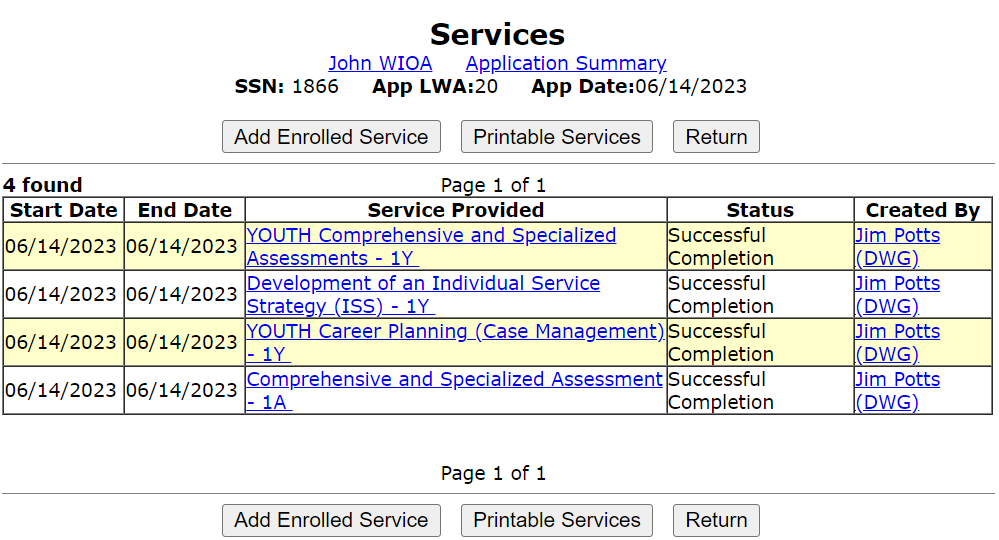 Services
John WIOA Application Summary
SSN: 1866 App LWA:20 App Date:06/14/2023
Add Enrolled Service Printable Services Return
4 found Page 1 of 1
Start Date End Date Service Provided Status Created By
06/14/2023 06/14/2023 YOUTH Comprehensive and Specialized Assessments - 1Y Successful Completion Jim Potts (DWG)
06/14/2023 06/14/2023 Development of an Individual Service Strategy (ISS) - 1Y Successful Completion Jim Potts (DWG)
06/14/2023 06/14/2023 YOUTH Career Planning (Case Management) - 1Y Successful Completion Jim Potts (DWG)
06/14/2023 06/14/2023 Comprehensive and Specialized Assessment - 1A Successful Completion Jim Potts (DWG)
Page 1 of 1
Add Enrolled Service Printable Services Return